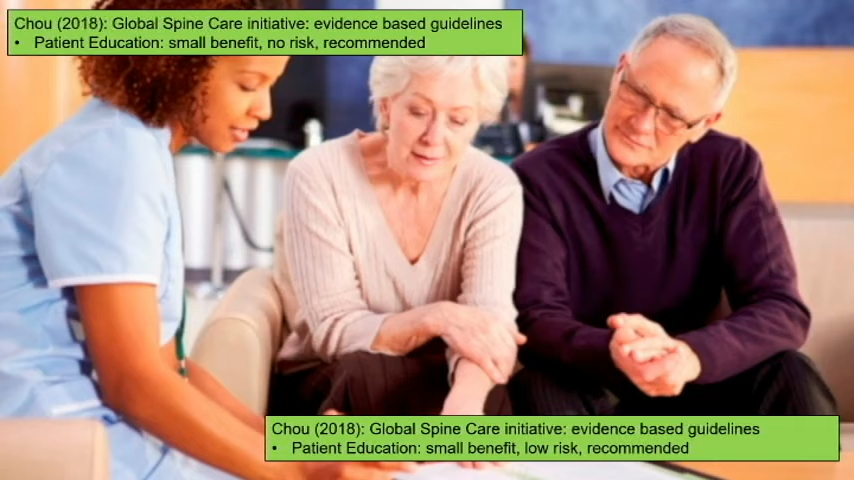 Chou (2018): Global Spine Care initiative: evidence based guidelines
• Patient Education: small benefit, no risk, recommended
Chou (2018): Global Spine Care initiative: evidence based guidelines
• Patient Education: small benefit, low risk, recommended